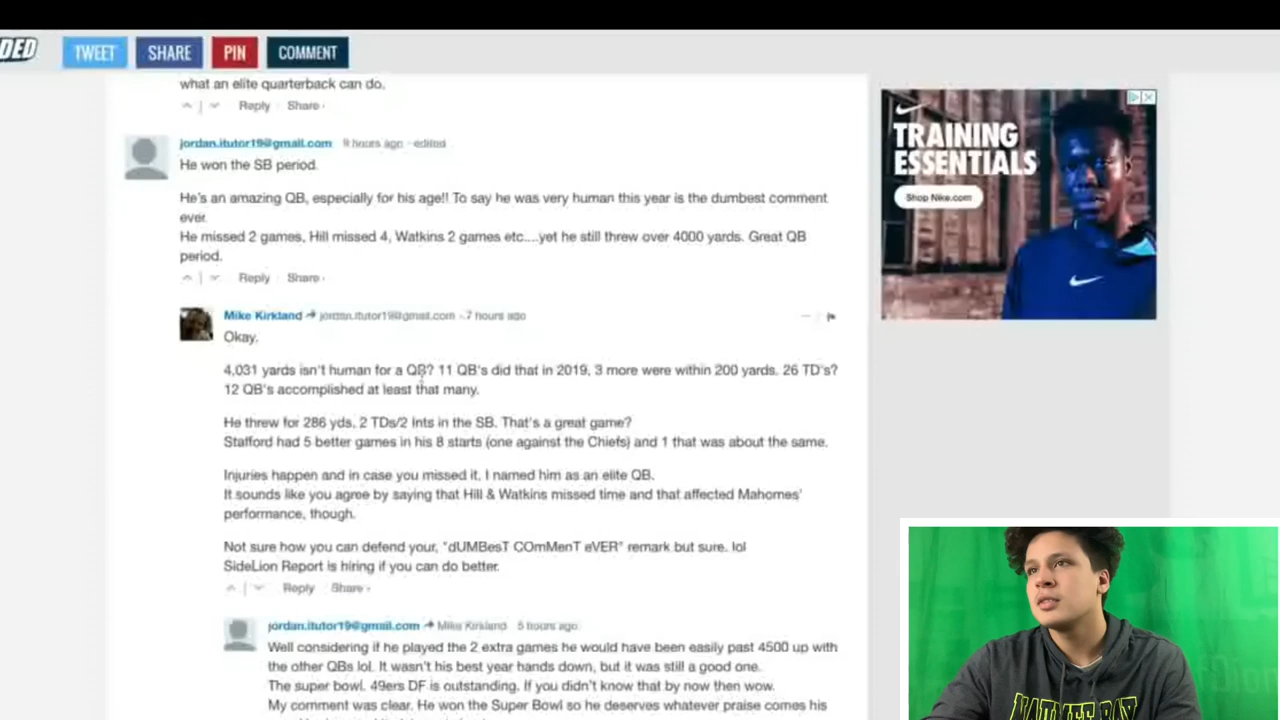 DED
TWEET
SHARE
PIN
COMMENT
what an elite quarterback can do.
Reply Share ›
jordan.itutor19@gmail.com 9 hours ago · edited
He won the SB period.
He's an amazing QB, especially for his age!! To say he was very human this year is the dumbest comment
ever.
He missed 2 games, Hill missed 4, Watkins 2 games etc....yet he still threw over 4000 yards. Great QB
period.
Reply Share ›
Mike Kirkland jordan.itutor19@gmail.com · 7 hours ago
Okay.
4,031 yards isn't human for a QB? 11 QB's did that in 2019, 3 more were within 200 yards. 26 TD's?
12 QB's accomplished at least that many.
He threw for 286 yds, 2 TDs/2 Ints in the SB. That's a great game?
Stafford had 5 better games in his 8 starts (one against the Chiefs) and 1 that was about the same.
Injuries happen and in case you missed it, I named him as an elite QB.
It sounds like you agree by saying that Hill & Watkins missed time and that affected Mahomes'
performance, though.
Not sure how you can defend your, "dUMBesT COmMenT eVER" remark but sure. lol
SideLion Report is hiring if you can do better.
Reply Share ›
jordan.itutor19@gmail.com Mike Kirkland · 5 hours ago
Well considering if he played the 2 extra games he would have been easily past 4500 up with
the other QBs lol. It wasn't his best year hands down, but it was still a good one.
The super bowl. 49ers DF is outstanding. If you didn't know that by now then wow.
My comment was clear. He won the Super Bowl so he deserves whatever praise comes his
TRAINING
ESSENTIALS
Shop Nike.com